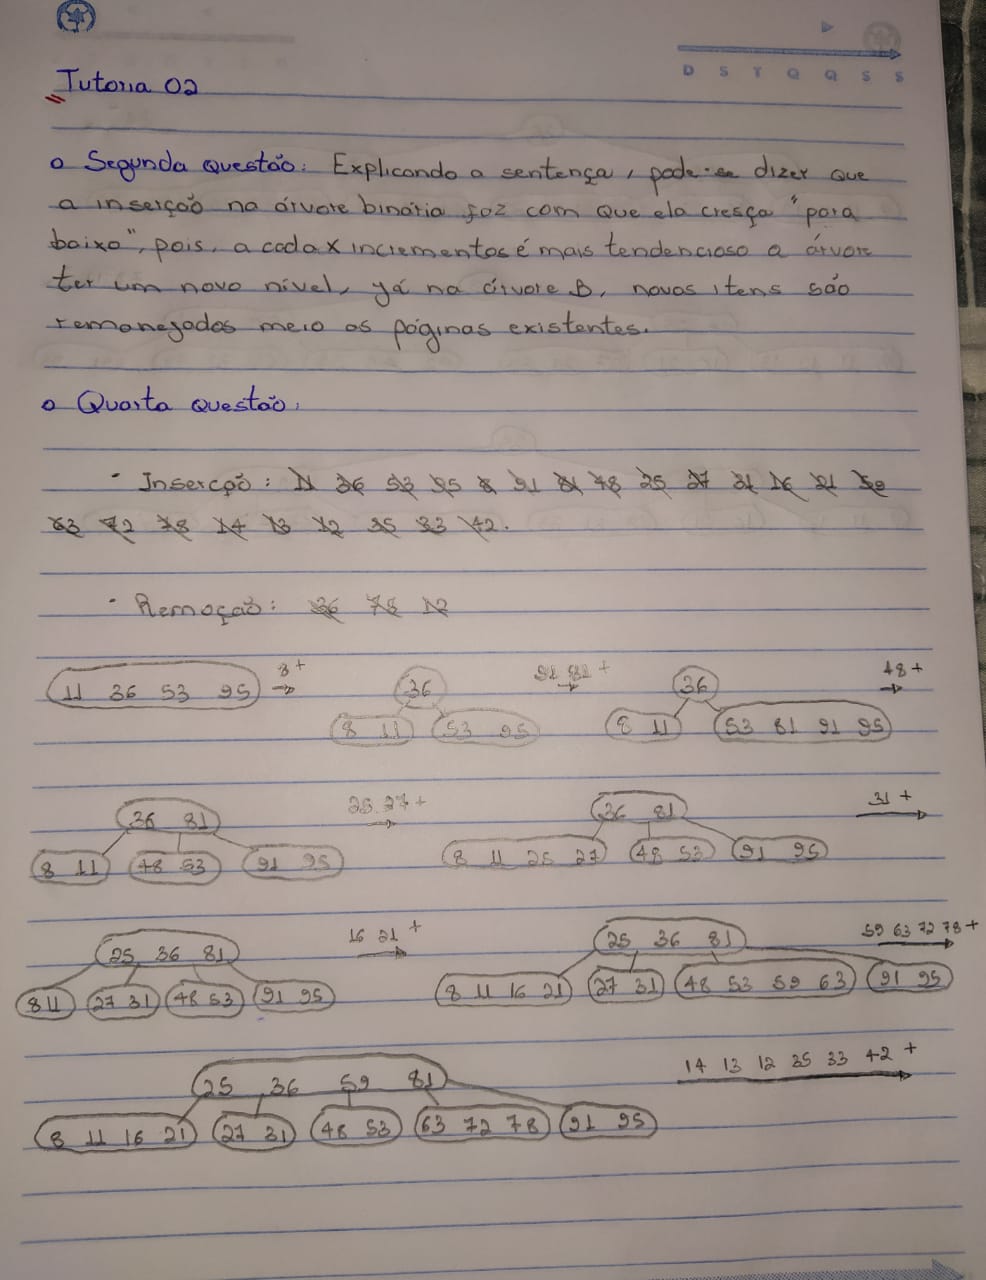 D S T Q Q S S
Tutoria 02
o Segunda questão: Explicando a sentença, pode-se dizer que
a inserção na árvore binária faz com que ela cresça "para
baixo", pois, a cada x incrementos é mais tendencioso a árvore
ter um novo nível, já na árvore B, novos itens são
remanejados meio as páginas existentes.
o Quarta questão:
- Inserção: 11 36 53 95 8 91 81 48 25 27 31 16 21 59
63 72 78 14 13 12 35 33 42.
- Remoção: 36 78 12
11 36 53 95 8+ 36 91 81 + 36 48+
8 11 53 95 8 11 53 81 91 95
36 81 25 27+ 36 81 31 +
8 11 48 53 91 95 8 11 25 27 48 53 91 95
25 36 81 16 21 + 25 36 81 59 63 72 78+
8 11 27 31 48 53 91 95 8 11 16 21 27 31 48 53 59 63 91 95
25 36 59 81 14 13 12 35 33 42 +
8 11 16 21 27 31 48 53 63 72 78 91 95